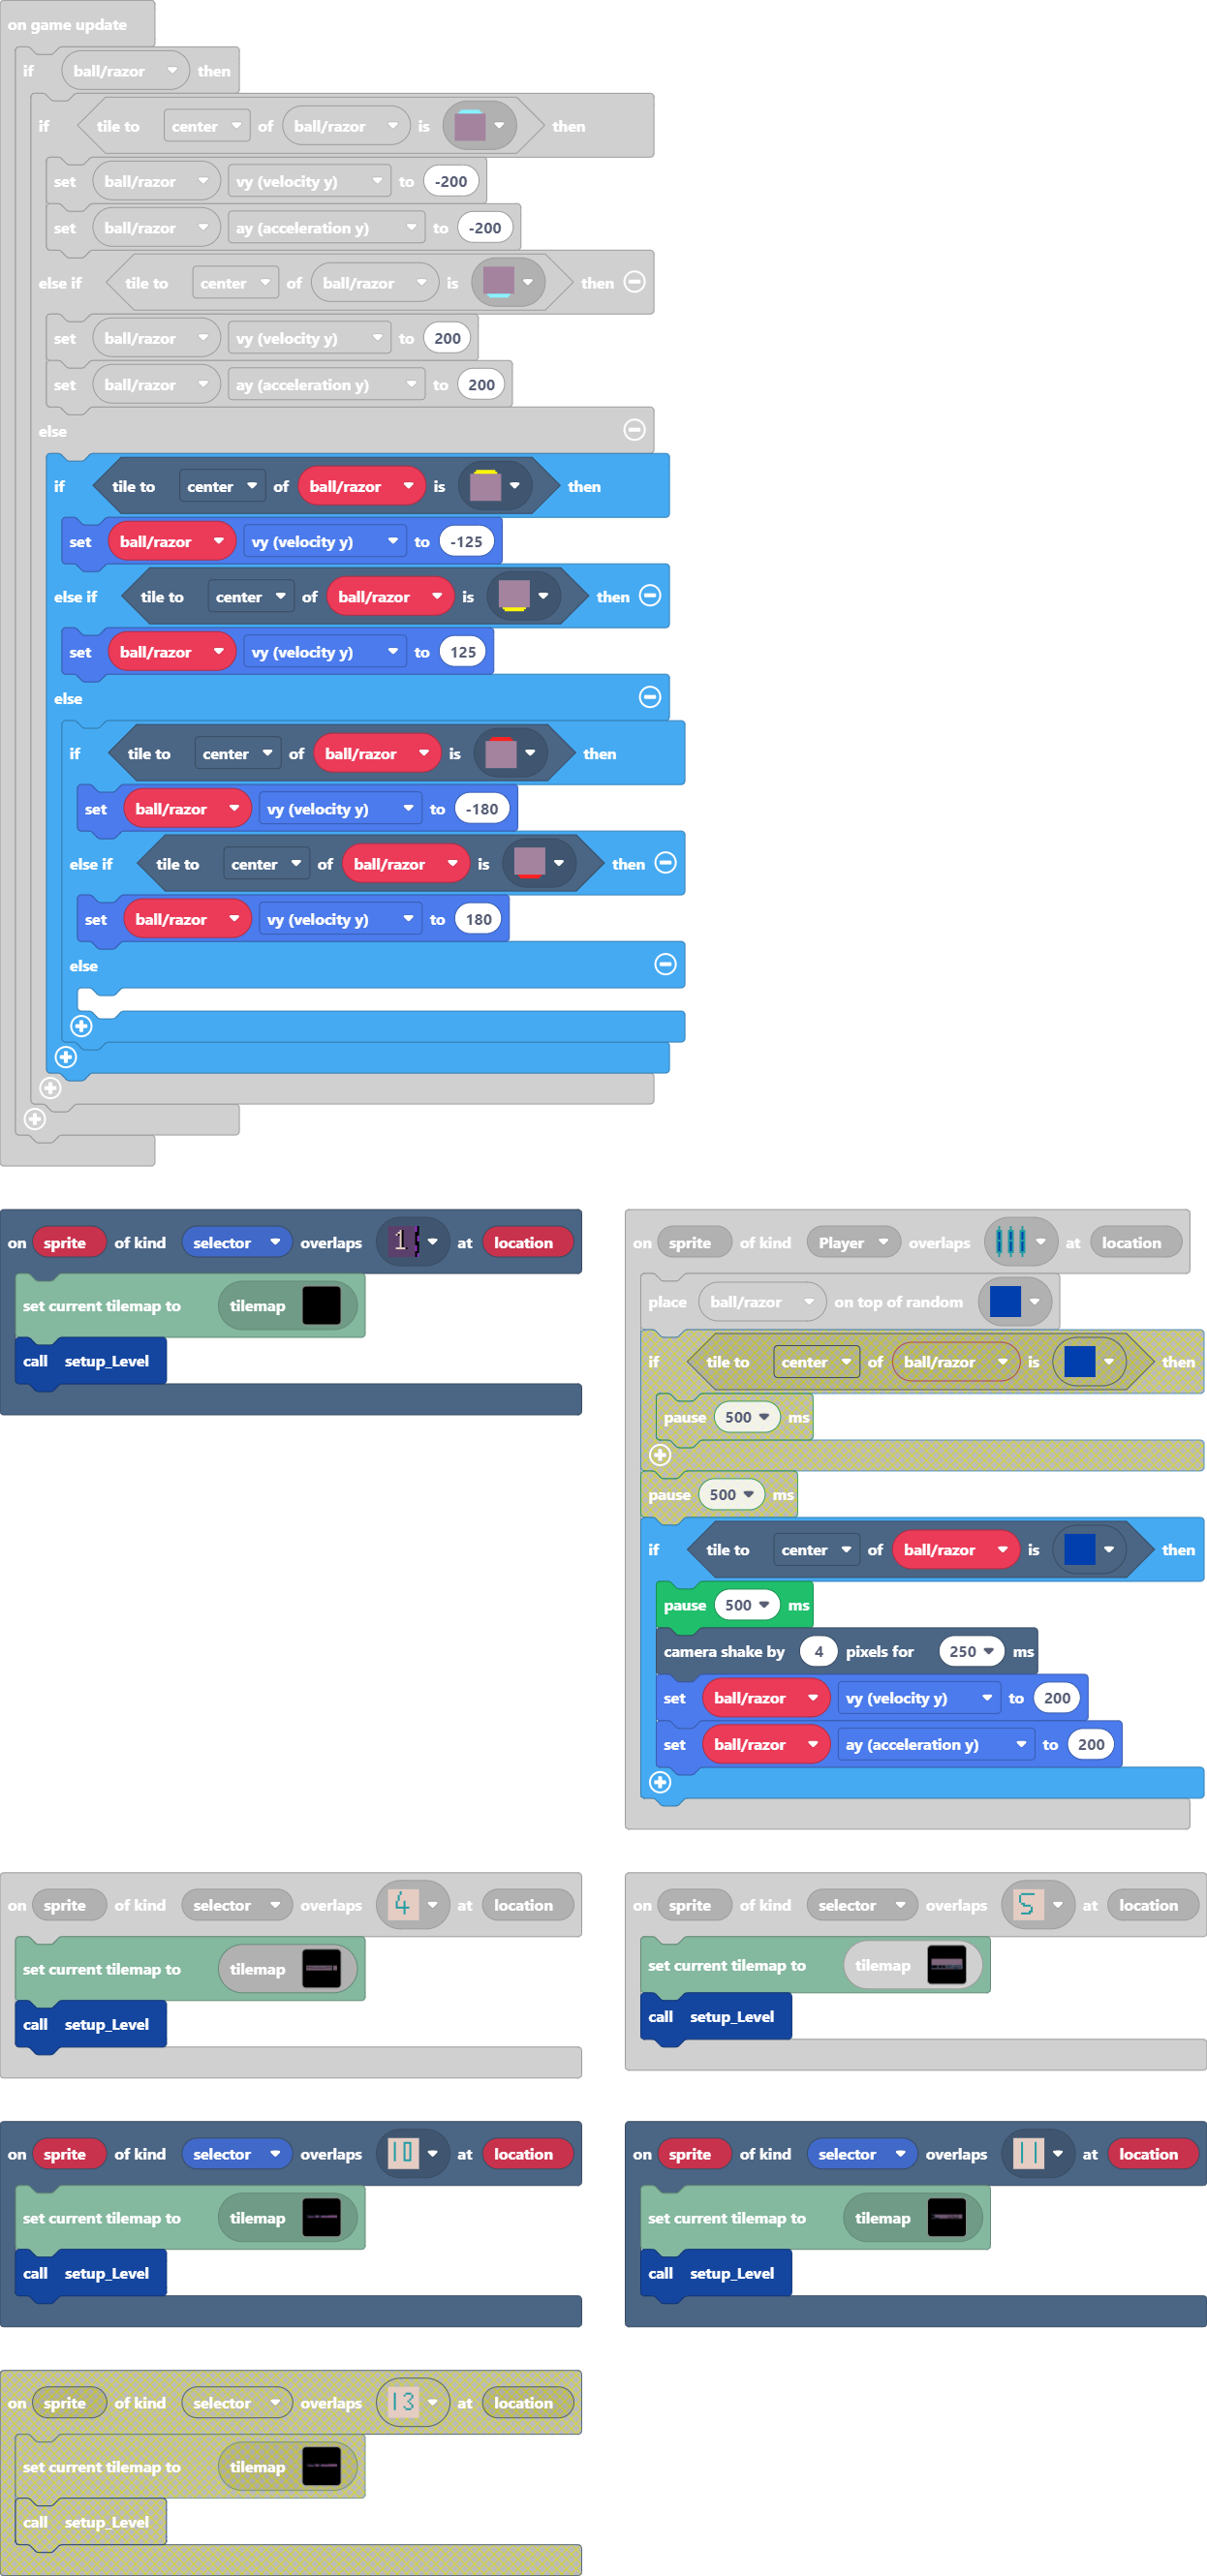 on game update
if ball/razor then
if tile to center of ball/razor is then
set ball/razor vy (velocity y) to -200
set ball/razor ay (acceleration y) to -200
else if tile to center of ball/razor is then
set ball/razor vy (velocity y) to 200
set ball/razor ay (acceleration y) to 200
else
if tile to center of ball/razor is then
set ball/razor vy (velocity y) to -125
else if tile to center of ball/razor is then
set ball/razor vy (velocity y) to 125
else
if tile to center of ball/razor is then
set ball/razor vy (velocity y) to -180
else if tile to center of ball/razor is then
set ball/razor vy (velocity y) to 180
else
on sprite of kind selector overlaps 1 at location
set current tilemap to tilemap
call setup_Level
on sprite of kind Player overlaps at location
place ball/razor on top of random
if tile to center of ball/razor is then
pause 500 ms
pause 500 ms
if tile to center of ball/razor is then
pause 500 ms
camera shake by 4 pixels for 250 ms
set ball/razor vy (velocity y) to 200
set ball/razor ay (acceleration y) to 200
on sprite of kind selector overlaps 4 at location
set current tilemap to tilemap
call setup_Level
on sprite of kind selector overlaps 5 at location
set current tilemap to tilemap
call setup_Level
on sprite of kind selector overlaps 10 at location
set current tilemap to tilemap
call setup_Level
on sprite of kind selector overlaps 11 at location
set current tilemap to tilemap
call setup_Level
on sprite of kind selector overlaps 13 at location
set current tilemap to tilemap
call setup_Level